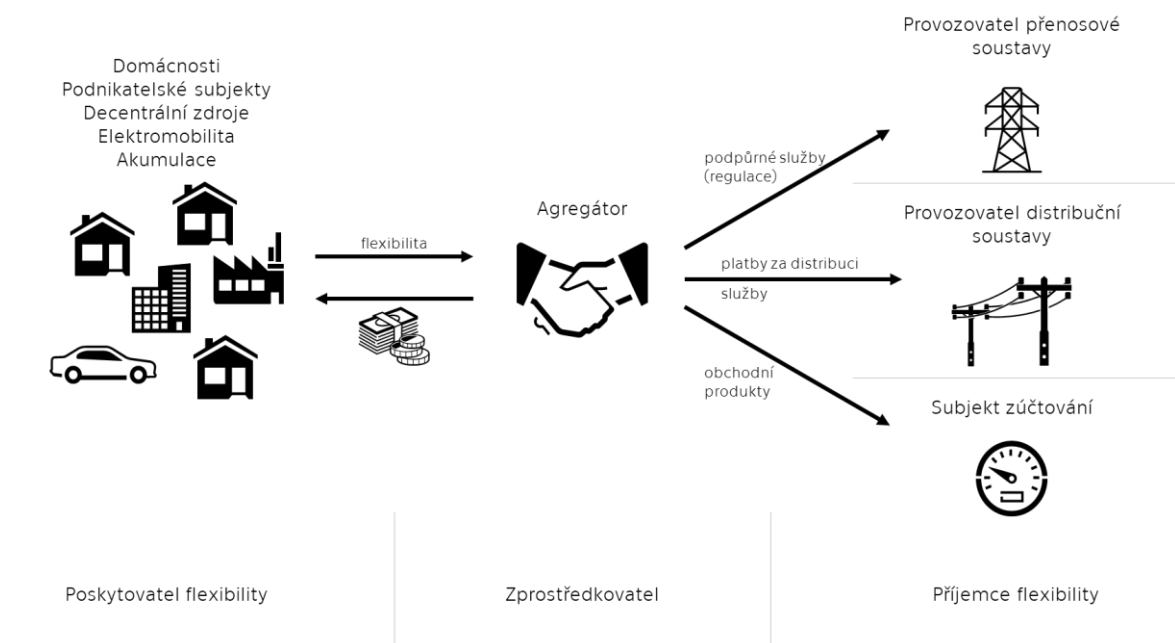 Domácnosti
Podnikatelské subjekty
Decentrální zdroje
Elektromobilita
Akumulace
flexibilita
Agregátor
podpůrné služby
(regulace)
platby za distribuci
služby
obchodní
produkty
Provozovatel přenosové
soustavy
Provozovatel distribuční
soustavy
Subjekt zúčtování
Poskytovatel flexibility
Zprostředkovatel
Příjemce flexibility